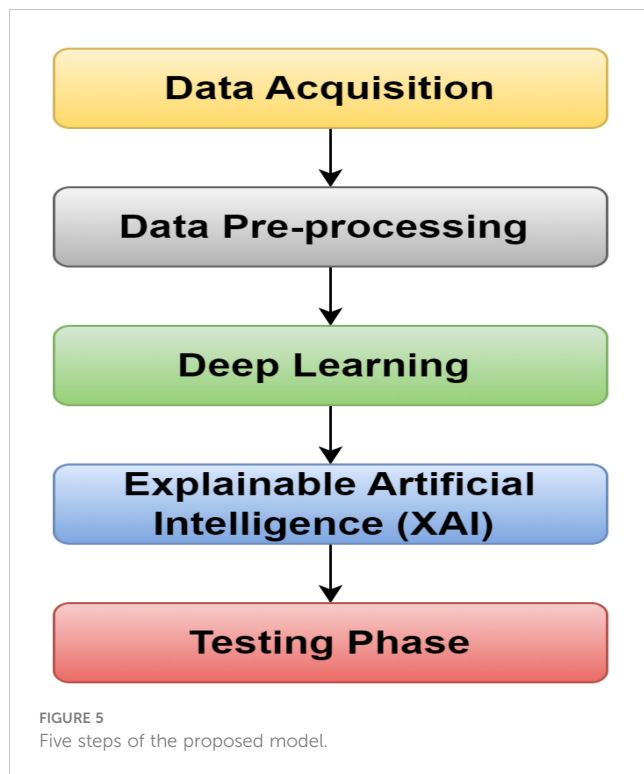 Data Acquisition
Data Pre-processing
Deep Learning
Explainable Artificial
Intelligence (XAI)
Testing Phase
FIGURE 5
Five steps of the proposed model.